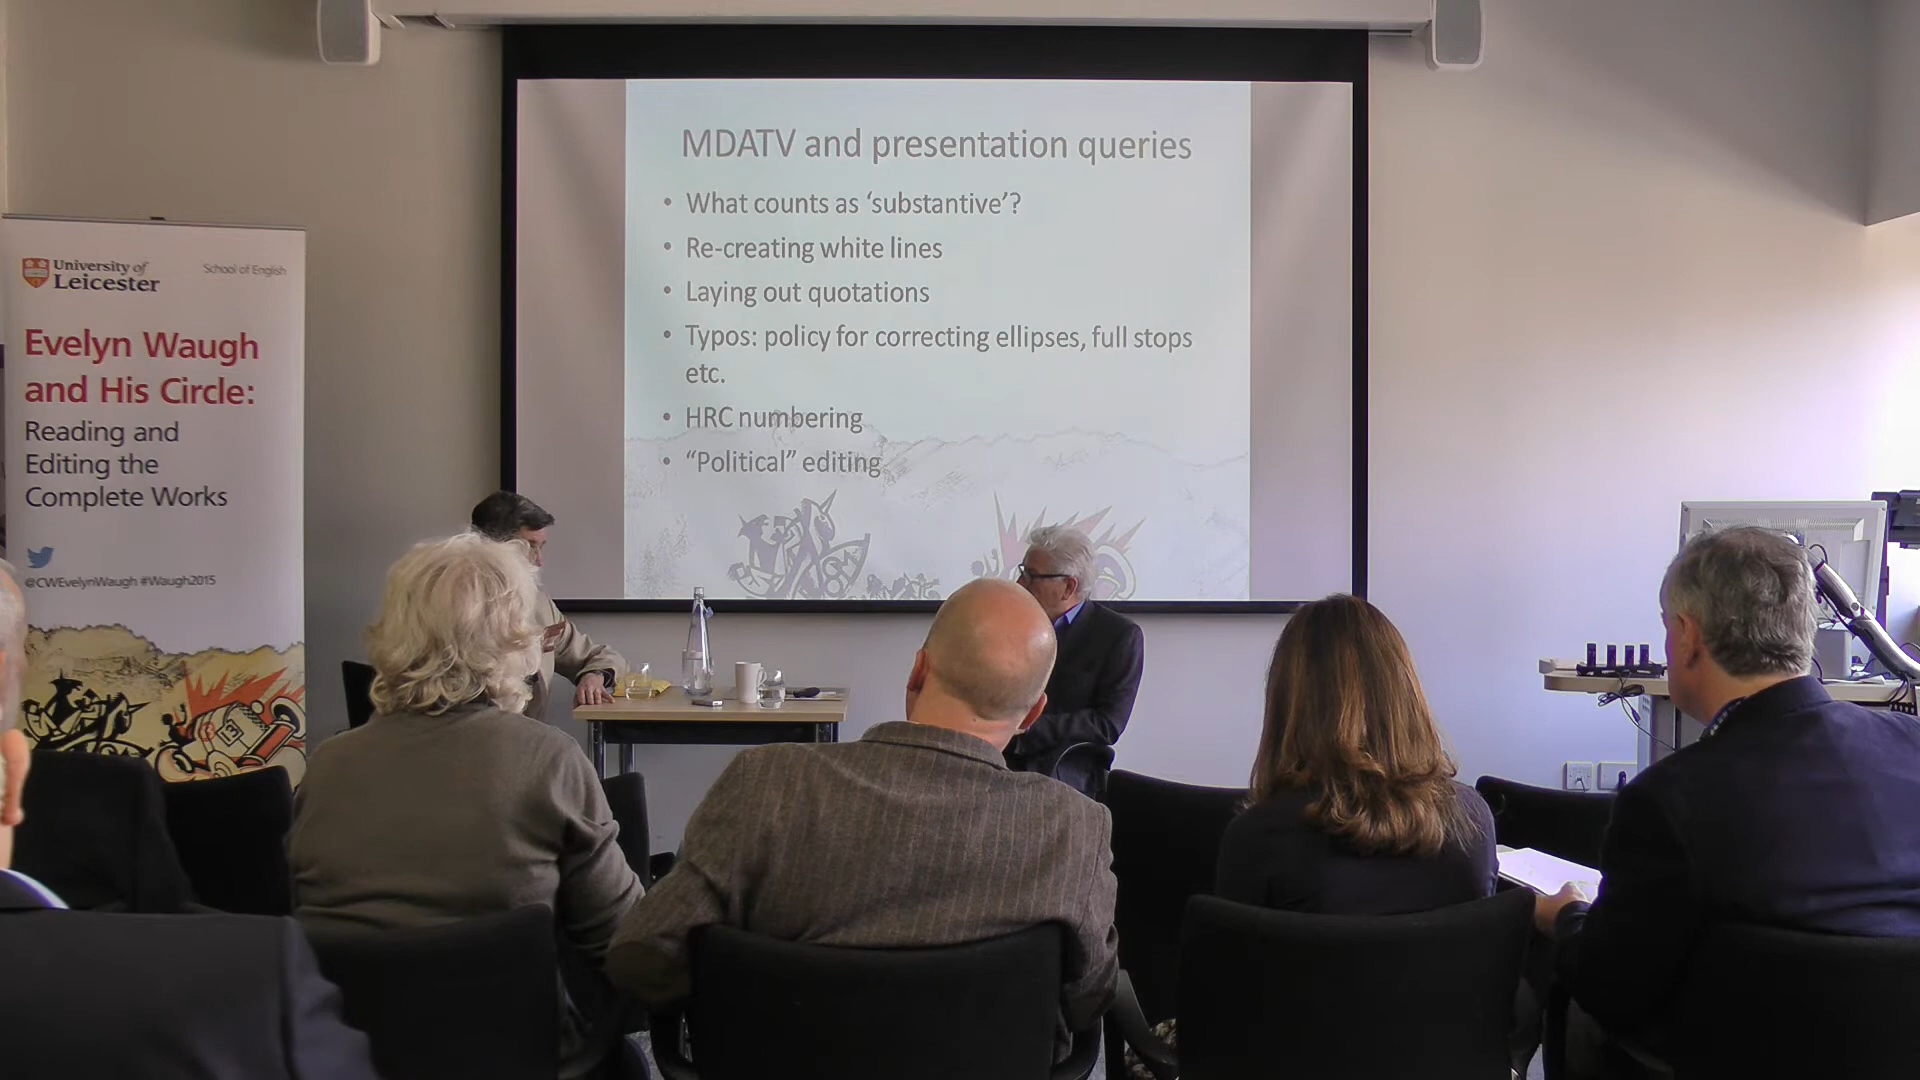 MDATV and presentation queries
• What counts as ‘substantive’?
• Re-creating white lines
• Laying out quotations
• Typos: policy for correcting ellipses, full stops
etc.
• HRC numbering
• “Political” editing
University of
Leicester
School of English
Evelyn Waugh
and His Circle:
Reading and
Editing the
Complete Works
@CWEvelynWaugh #Waugh2015
13